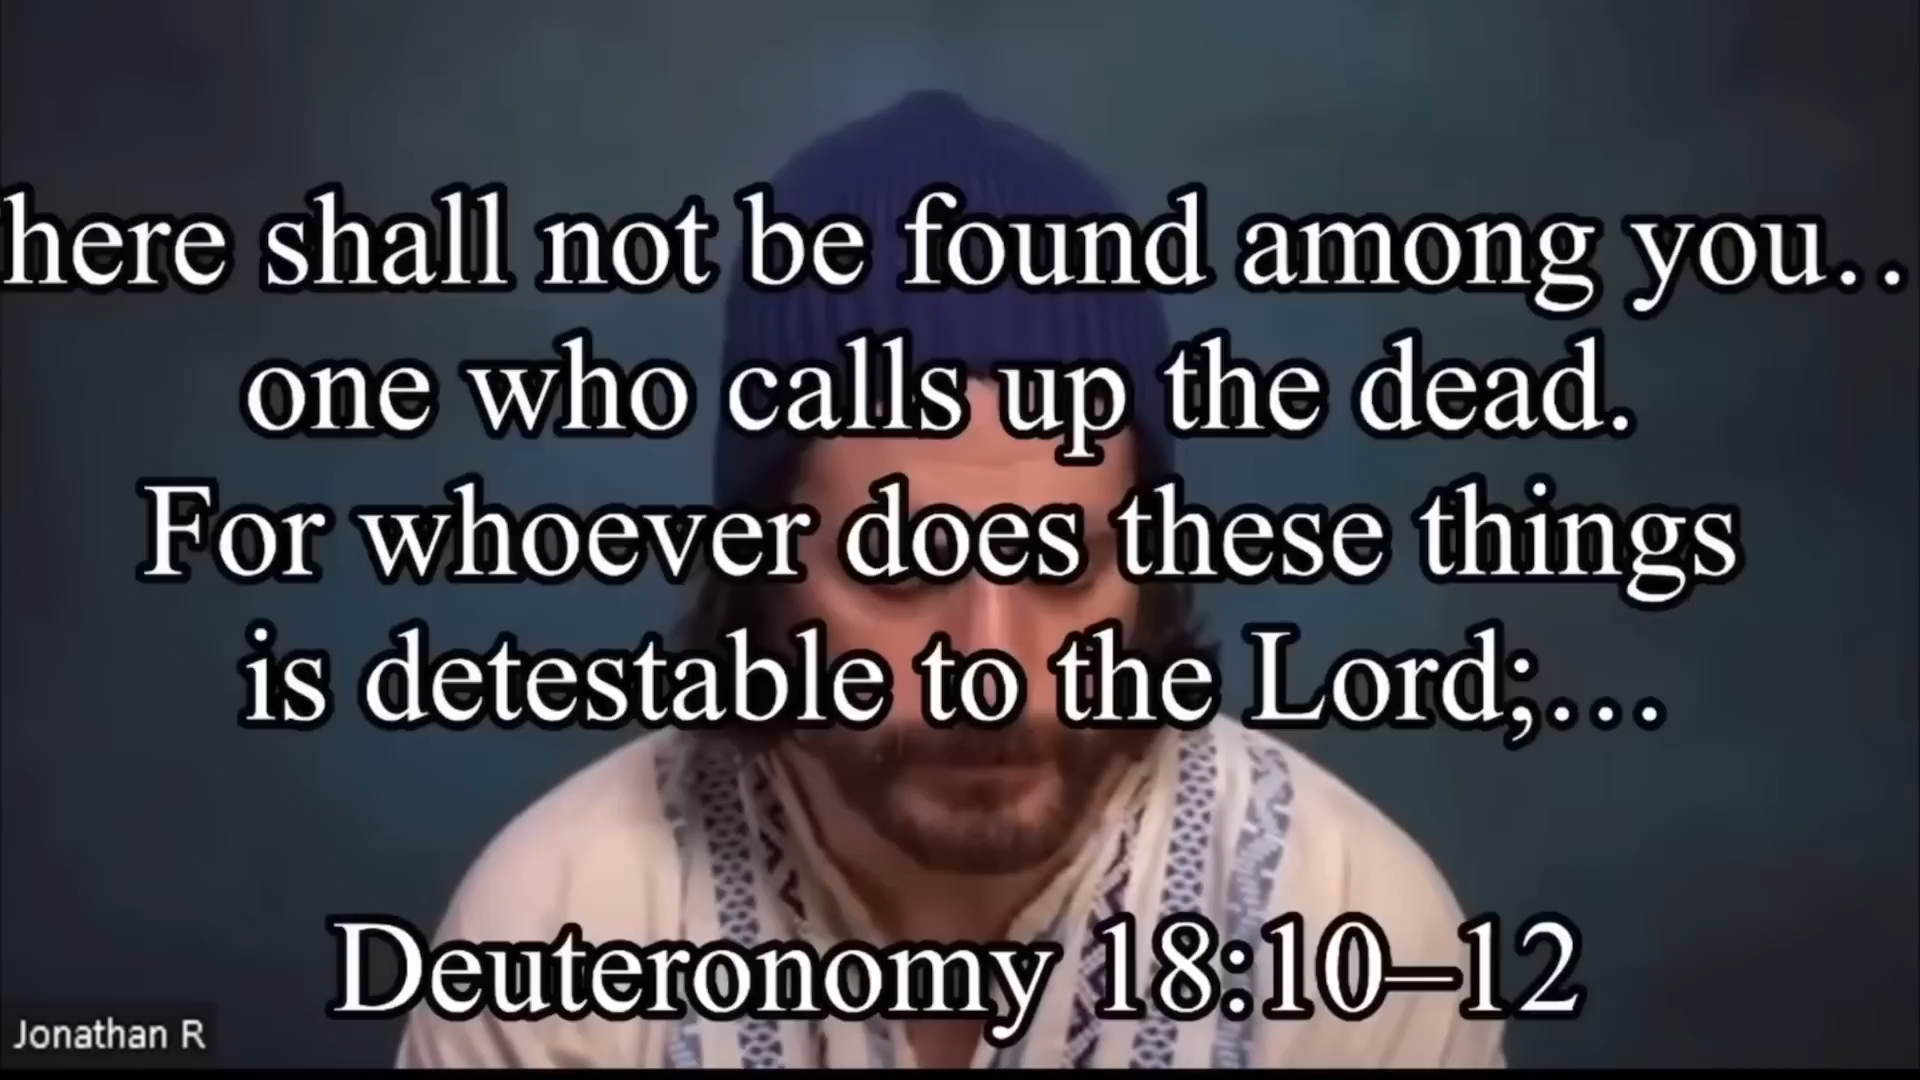 here shall not be found among you..
one who calls up the dead.
For whoever does these things
is detestable to the Lord;...
Deuteronomy 18:10–12
Jonathan R